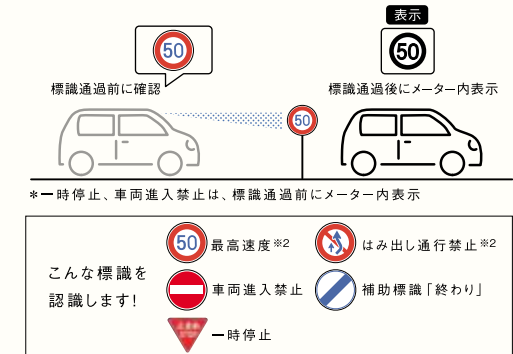 表示
50
50
標識通過前に確認
標識通過後にメーター内表示
50
＊一時停止、車両進入禁止は、標識通過前にメーター内表示
こんな標識を
認識します!
50 最高速度※2
はみ出し通行禁止※2
車両進入禁止
補助標識「終わり」
一時停止